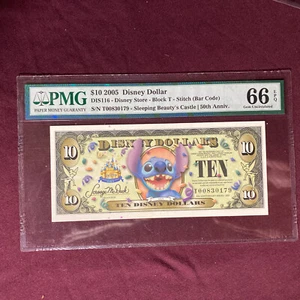 PMG
PAPER MONEY GUARANTY
$10 2005 Disney Dollar
DIS116 - Disney Store - Block T - Stitch (Bar Code)
S/N T00830179 - Sleeping Beauty's Castle | 50th Anniv.
66 EPQ
Gem Uncirculated
DISNEY DOLLARS
10 10
TEN
T00830179
10 10
TEN DISNEY DOLLARS